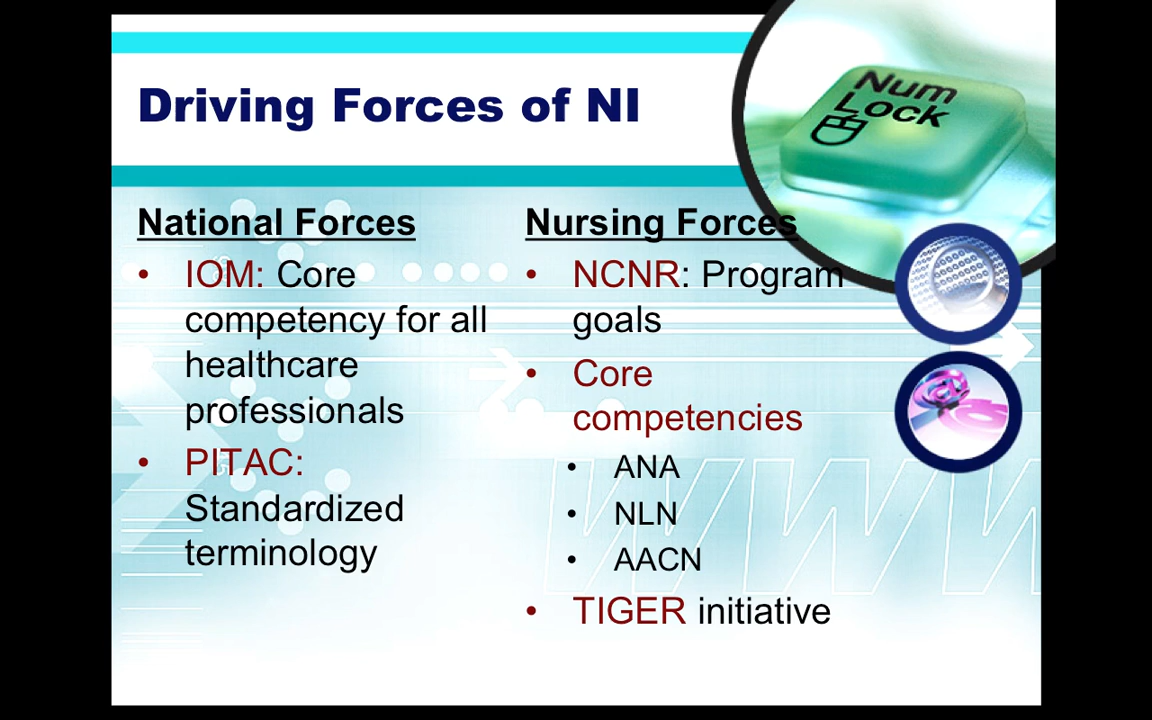 Driving Forces of NI
Num
Lock
National Forces
• IOM: Core
competency for all
healthcare
professionals
• PITAC:
Standardized
terminology
Nursing Forces
• NCNR: Program
goals
• Core
competencies
• ANA
• NLN
• AACN
• TIGER initiative
@
www